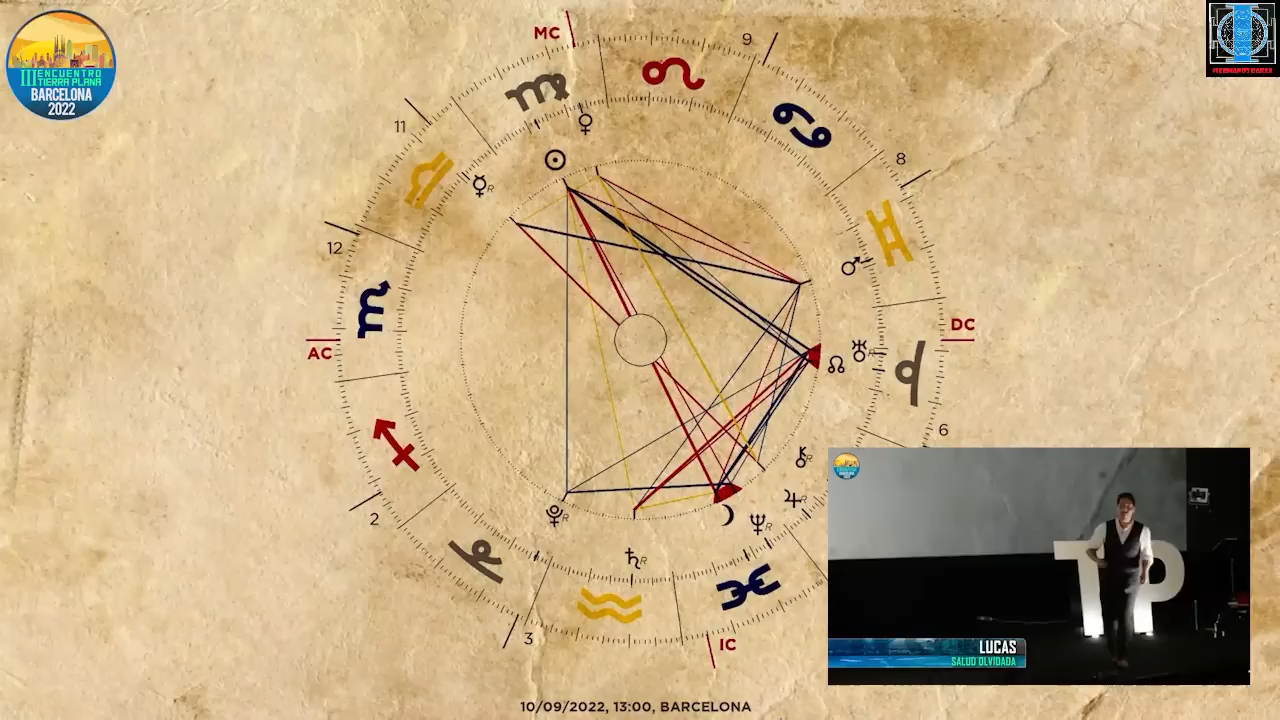 III ENCUENTRO
TIERRA PLANA
BARCELONA
2022
MC
9
11
8
12
DC
AC
6
2
3
IC
TP
LUCAS
SALUD OLVIDADA
10/09/2022, 13:00, BARCELONA